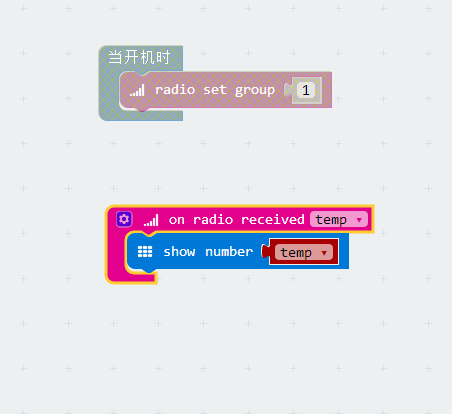 当开机时
radio set group 1
on radio received temp
show number temp